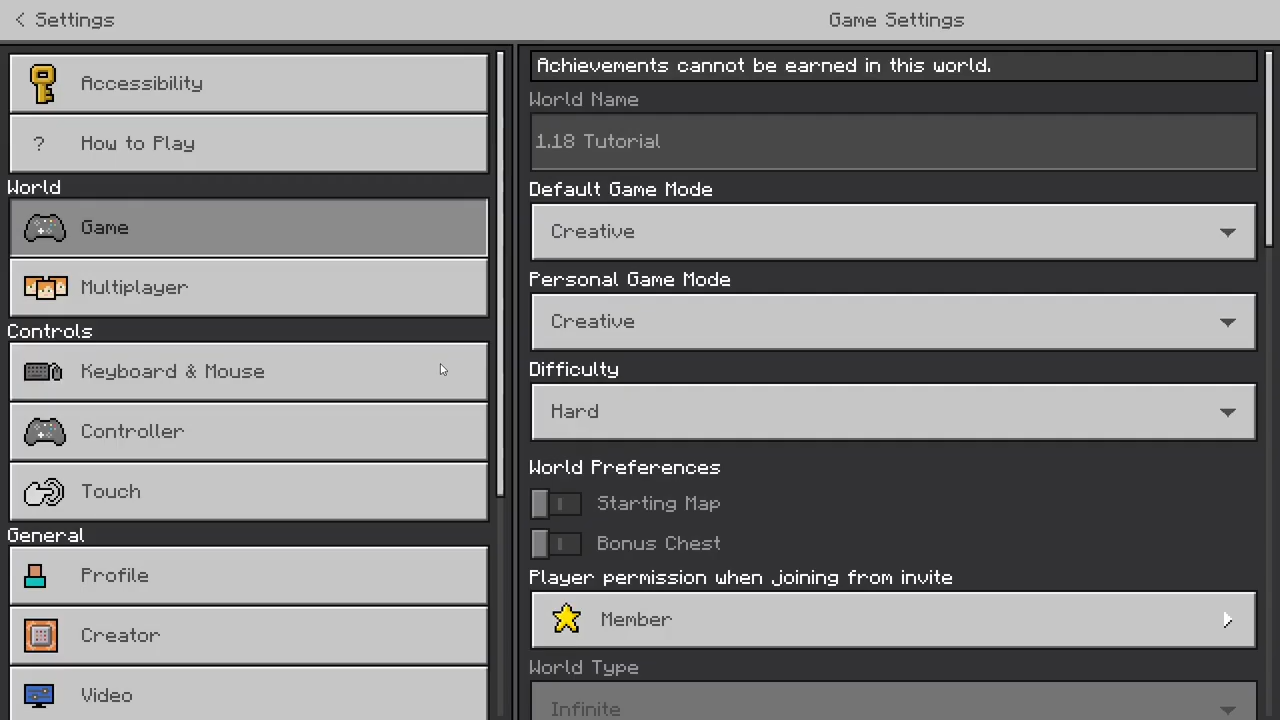 Settings
Game Settings
Accessibility
? How to Play
World
Game
Multiplayer
Controls
Keyboard & Mouse
Controller
Touch
General
Profile
Creator
Video
Achievements cannot be earned in this world.
World Name
1.18 Tutorial
Default Game Mode
Creative
Personal Game Mode
Creative
Difficulty
Hard
World Preferences
Starting Map
Bonus Chest
Player permission when joining from invite
Member
World Type
Infinite